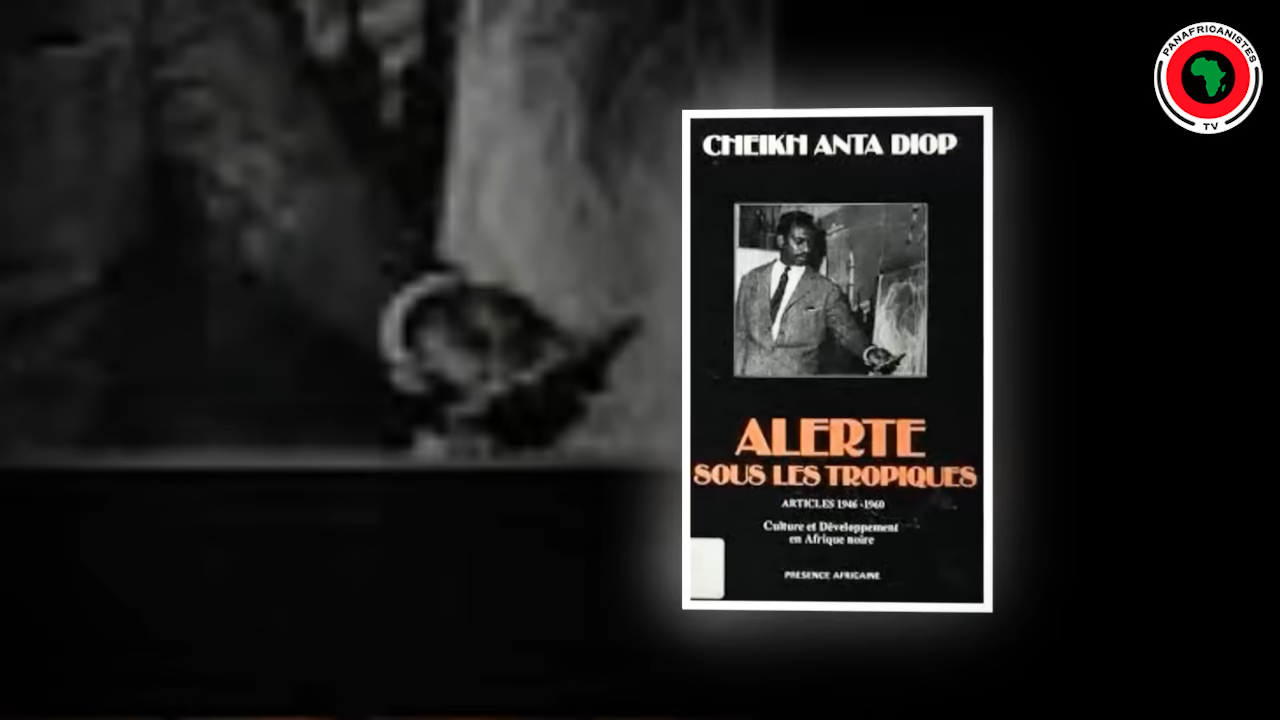 PANAFRICANISTES
TV
CHEIKH ANTA DIOP
ALERTE
SOUS LES TROPIQUES
ARTICLES 1946 -1960
Culture et Développement
en Afrique noire
PRESENCE AFRICAINE